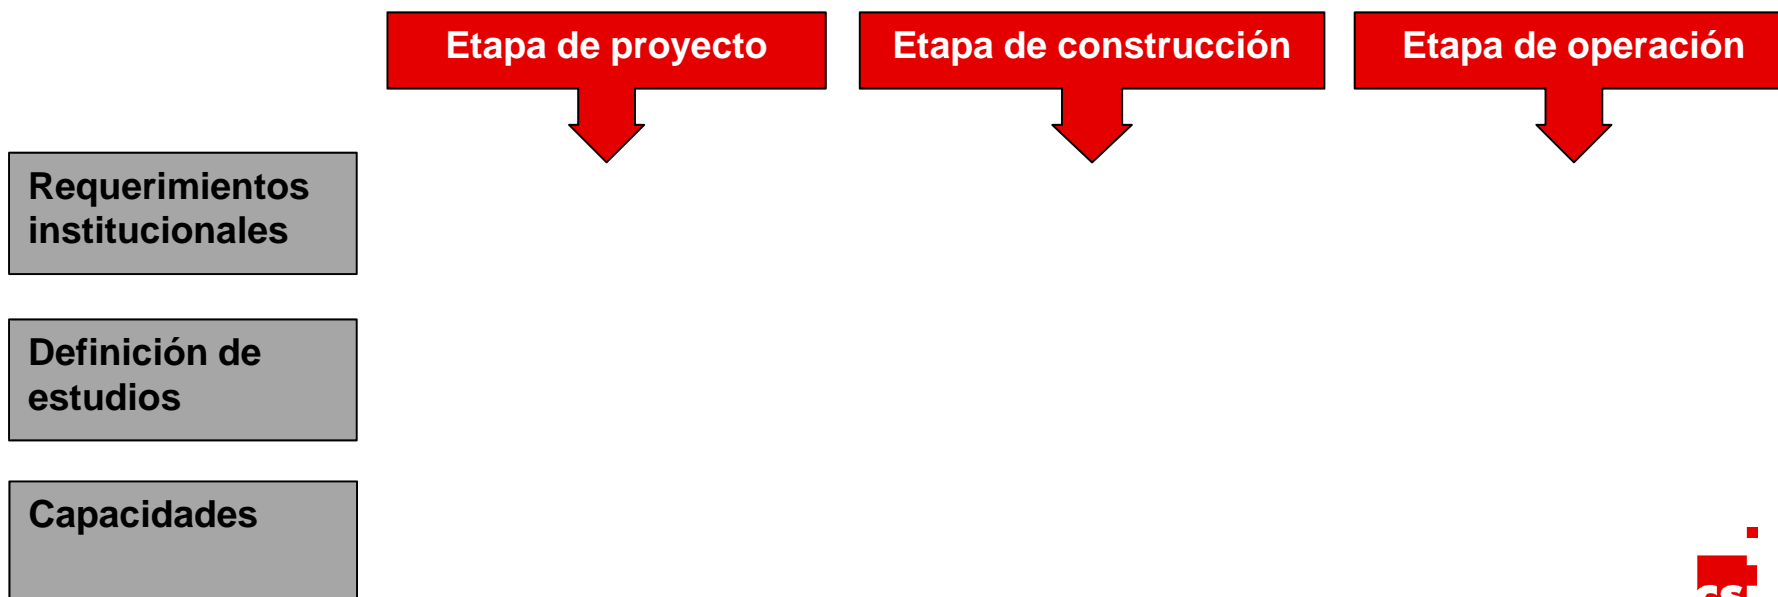 Etapa de proyecto
Etapa de construcción
Etapa de operación
Requerimientos
institucionales
Definición de
estudios
Capacidades